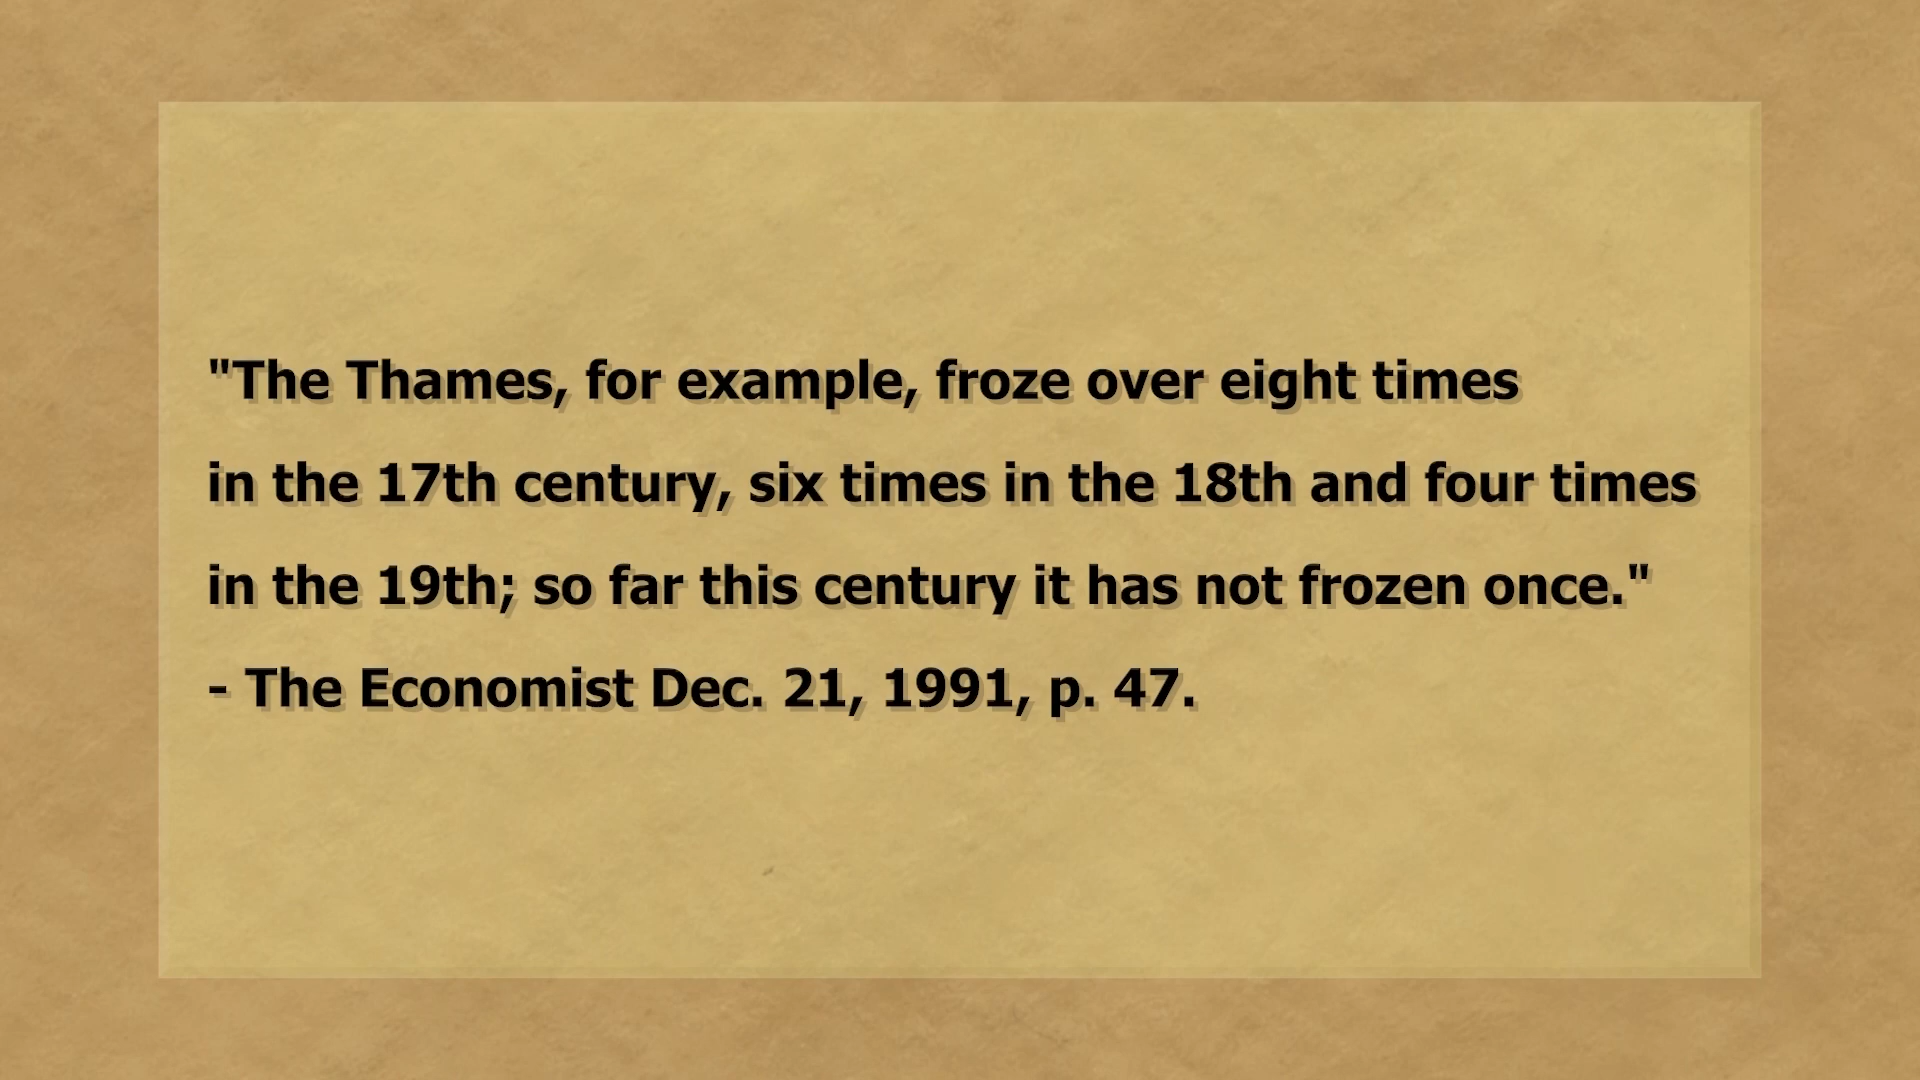 "The Thames, for example, froze over eight times
in the 17th century, six times in the 18th and four times
in the 19th; so far this century it has not frozen once."
- The Economist Dec. 21, 1991, p. 47.